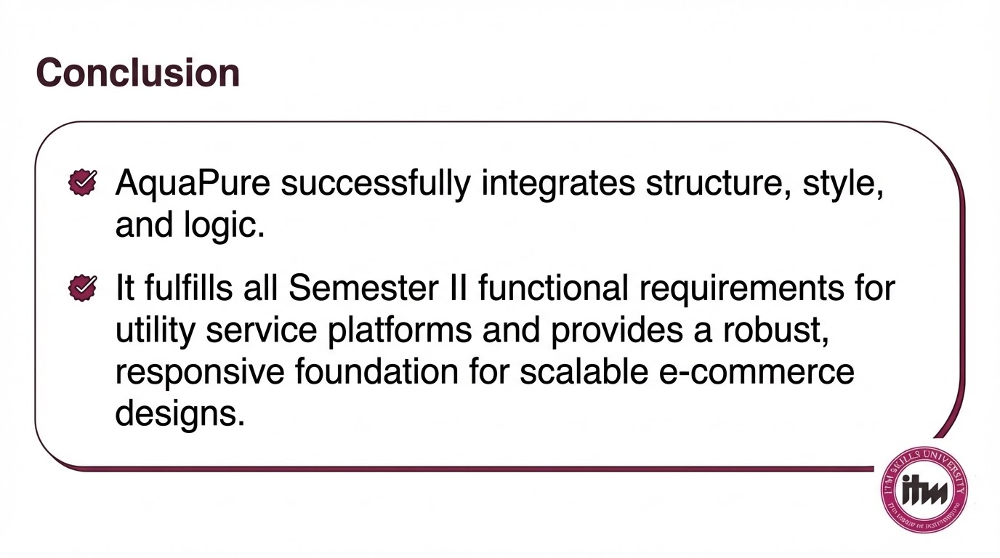 Conclusion
AquaPure successfully integrates structure, style,
and logic.
It fulfills all Semester II functional requirements for
utility service platforms and provides a robust,
responsive foundation for scalable e-commerce
designs.
ITM SKILLS UNIVERSITY
itm